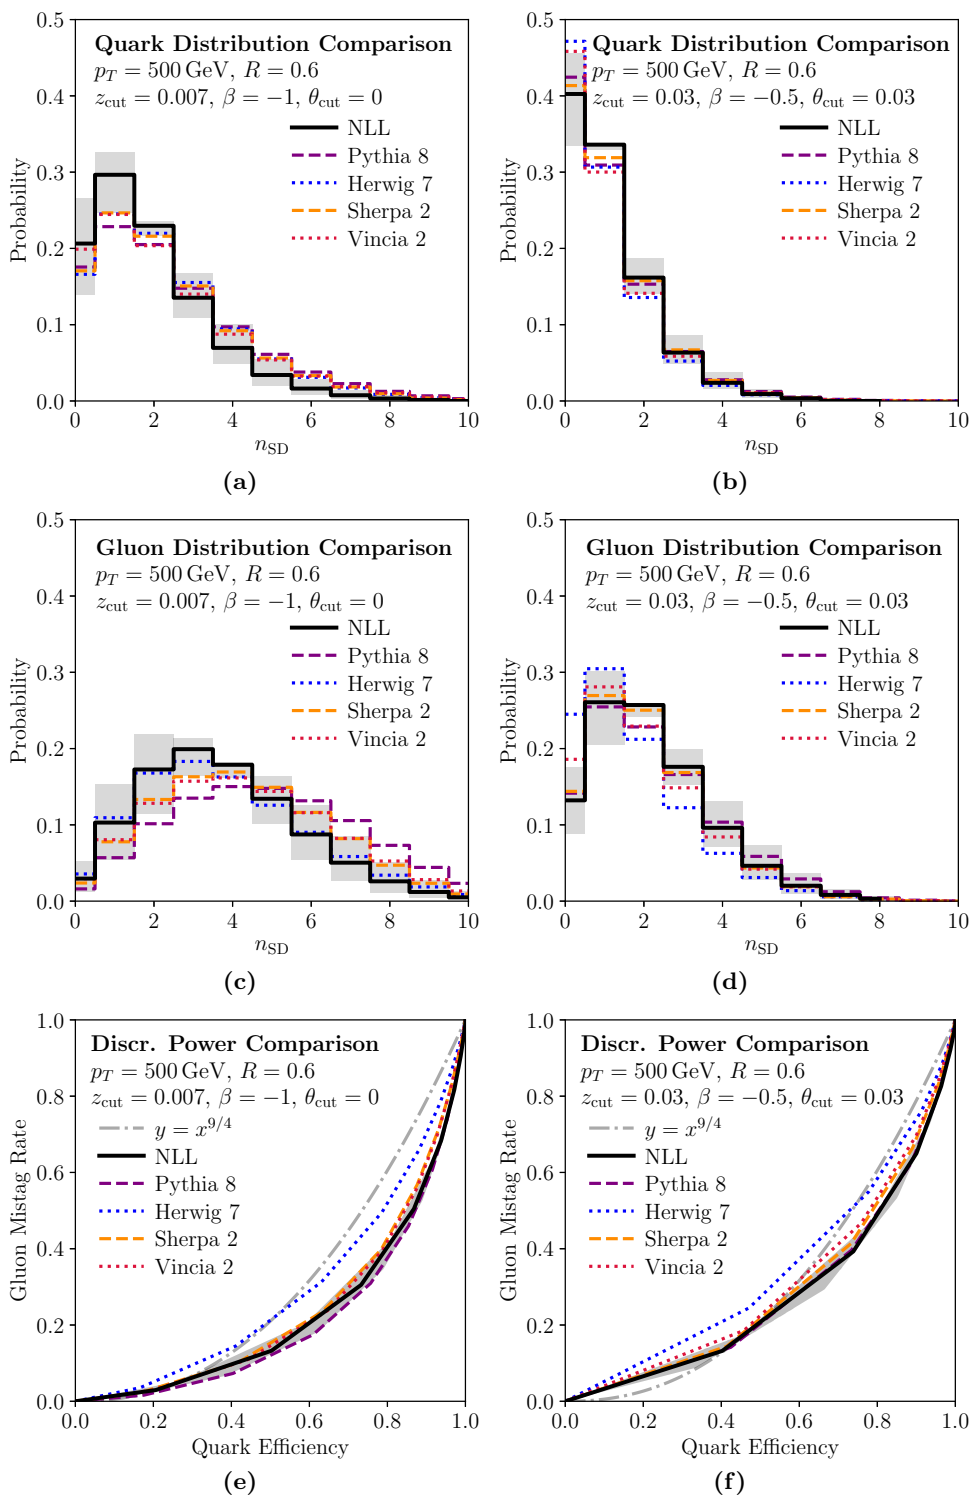 Quark Distribution Comparison
p_T = 500 GeV, R = 0.6
z_cut = 0.007, β = −1, θ_cut = 0
NLL
Pythia 8
Herwig 7
Sherpa 2
Vincia 2
Probability
0.5
0.4
0.3
0.2
0.1
0.0
0 2 4 6 8 10
n_SD
(a)
Quark Distribution Comparison
p_T = 500 GeV, R = 0.6
z_cut = 0.03, β = −0.5, θ_cut = 0.03
NLL
Pythia 8
Herwig 7
Sherpa 2
Vincia 2
Probability
0.5
0.4
0.3
0.2
0.1
0.0
0 2 4 6 8 10
n_SD
(b)
Gluon Distribution Comparison
p_T = 500 GeV, R = 0.6
z_cut = 0.007, β = −1, θ_cut = 0
NLL
Pythia 8
Herwig 7
Sherpa 2
Vincia 2
Probability
0.5
0.4
0.3
0.2
0.1
0.0
0 2 4 6 8 10
n_SD
(c)
Gluon Distribution Comparison
p_T = 500 GeV, R = 0.6
z_cut = 0.03, β = −0.5, θ_cut = 0.03
NLL
Pythia 8
Herwig 7
Sherpa 2
Vincia 2
Probability
0.5
0.4
0.3
0.2
0.1
0.0
0 2 4 6 8 10
n_SD
(d)
Discr. Power Comparison
p_T = 500 GeV, R = 0.6
z_cut = 0.007, β = −1, θ_cut = 0
y = x^{9/4}
NLL
Pythia 8
Herwig 7
Sherpa 2
Vincia 2
Gluon Mistag Rate
1.0
0.8
0.6
0.4
0.2
0.0
0.0 0.2 0.4 0.6 0.8 1.0
Quark Efficiency
(e)
Discr. Power Comparison
p_T = 500 GeV, R = 0.6
z_cut = 0.03, β = −0.5, θ_cut = 0.03
y = x^{9/4}
NLL
Pythia 8
Herwig 7
Sherpa 2
Vincia 2
Gluon Mistag Rate
1.0
0.8
0.6
0.4
0.2
0.0
0.0 0.2 0.4 0.6 0.8 1.0
Quark Efficiency
(f)